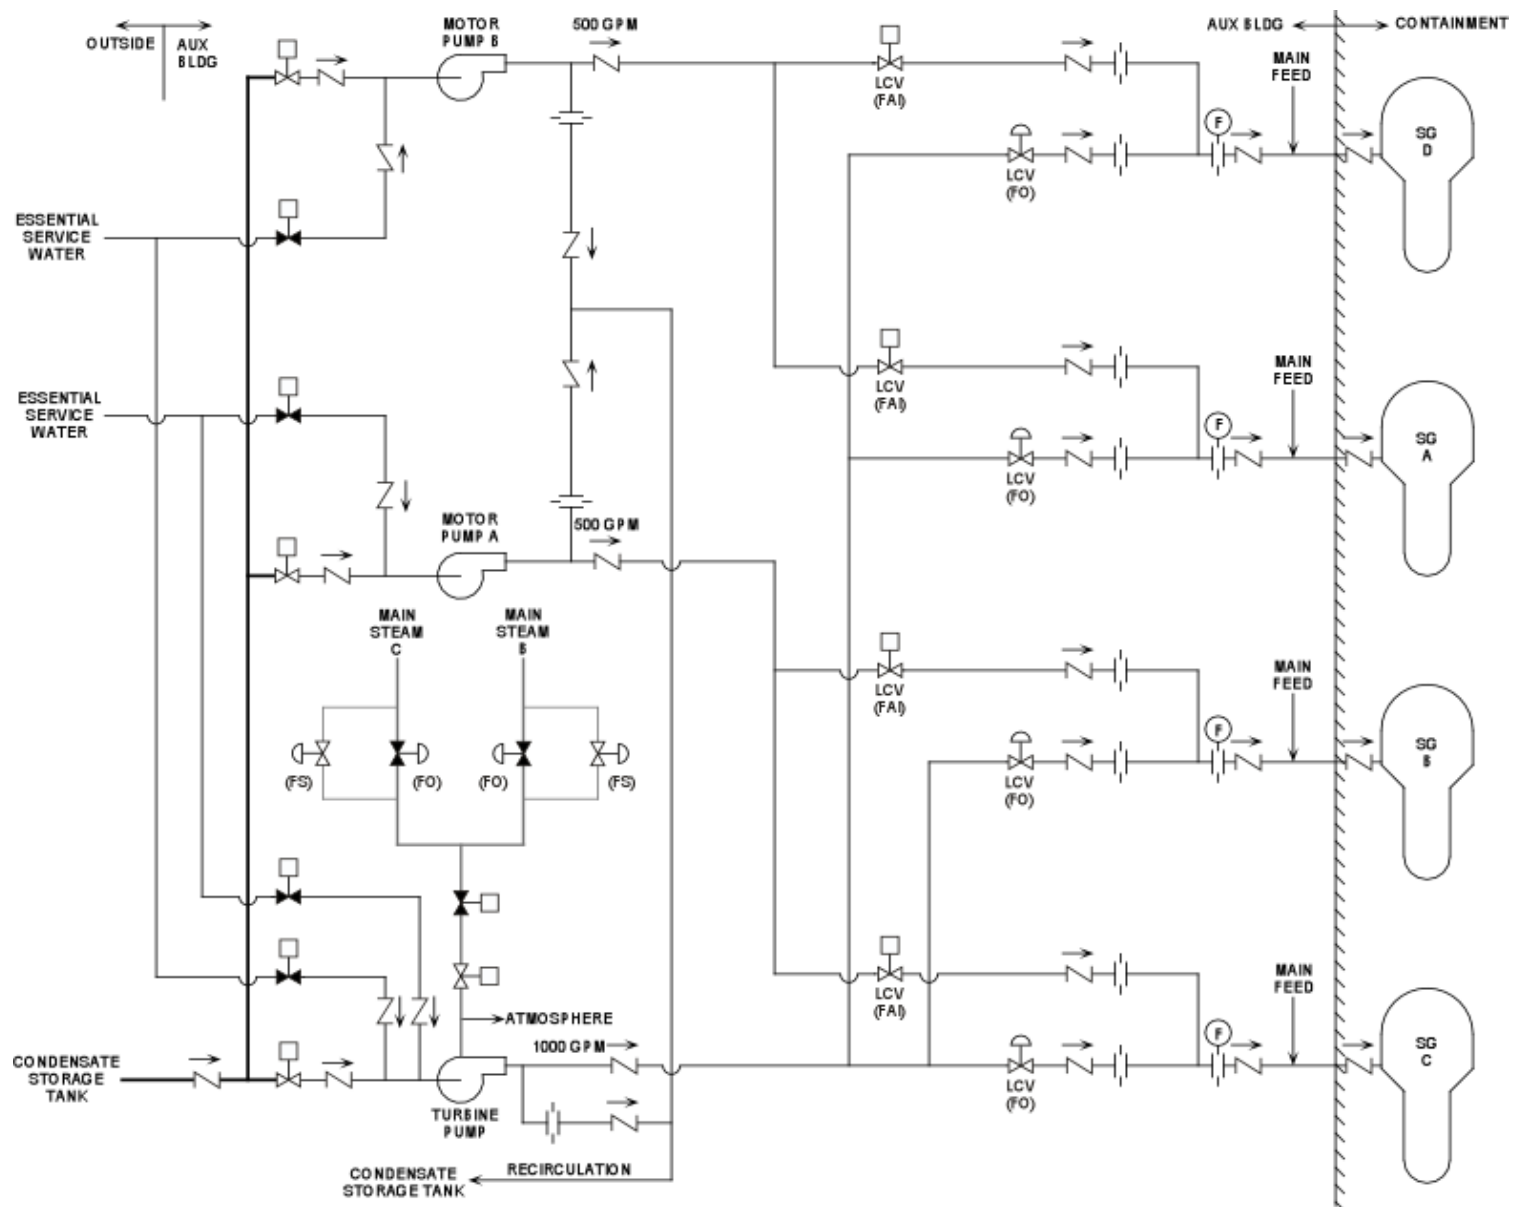 OUTSIDE
AUX
BLDG
MOTOR
PUMP B
500 GPM
LCV
(FAI)
AUX BLDG
CONTAINMENT
MAIN
FEED
F
SG
D
LCV
(FO)
ESSENTIAL
SERVICE
WATER
LCV
(FAI)
MAIN
FEED
F
SG
A
LCV
(FO)
ESSENTIAL
SERVICE
WATER
MOTOR
PUMP A
500 GPM
MAIN
STEAM
C
MAIN
STEAM
B
(FS)
(FO)
(FO)
(FS)
LCV
(FAI)
MAIN
FEED
F
SG
B
LCV
(FO)
ATMOSPHERE
1000 GPM
LCV
(FAI)
MAIN
FEED
F
SG
C
LCV
(FO)
CONDENSATE
STORAGE
TANK
TURBINE
PUMP
RECIRCULATION
CONDENSATE
STORAGE TANK